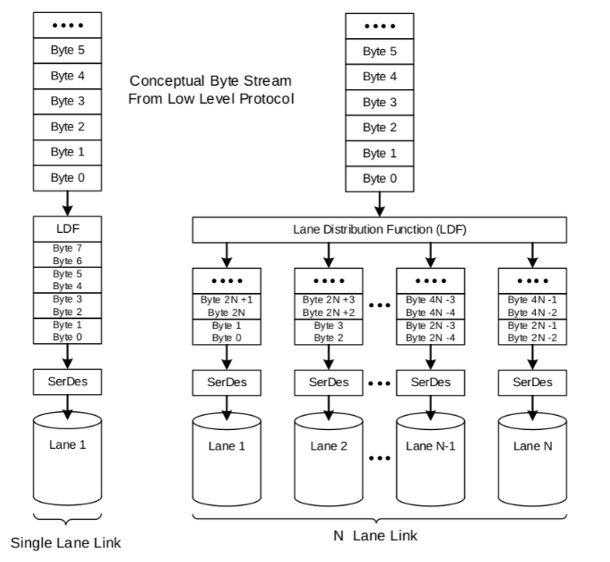 ••••
Byte 5
Byte 4
Byte 3
Byte 2
Byte 1
Byte 0
LDF
Byte 7
Byte 6
Byte 5
Byte 4
Byte 3
Byte 2
Byte 1
Byte 0
SerDes
Lane 1
Single Lane Link
Conceptual Byte Stream
From Low Level Protocol
••••
Byte 5
Byte 4
Byte 3
Byte 2
Byte 1
Byte 0
Lane Distribution Function (LDF)
•••• •••• •••• ••••
Byte 2N +1 Byte 2N +3 Byte 4N -3 Byte 4N -1
Byte 2N Byte 2N +2 ••• Byte 4N -4 Byte 4N -2
Byte 1 Byte 3 Byte 2N -3 Byte 2N -1
Byte 0 Byte 2 Byte 2N -4 Byte 2N -2
SerDes SerDes ••• SerDes SerDes
Lane 1 Lane 2 ••• Lane N-1 Lane N
N Lane Link